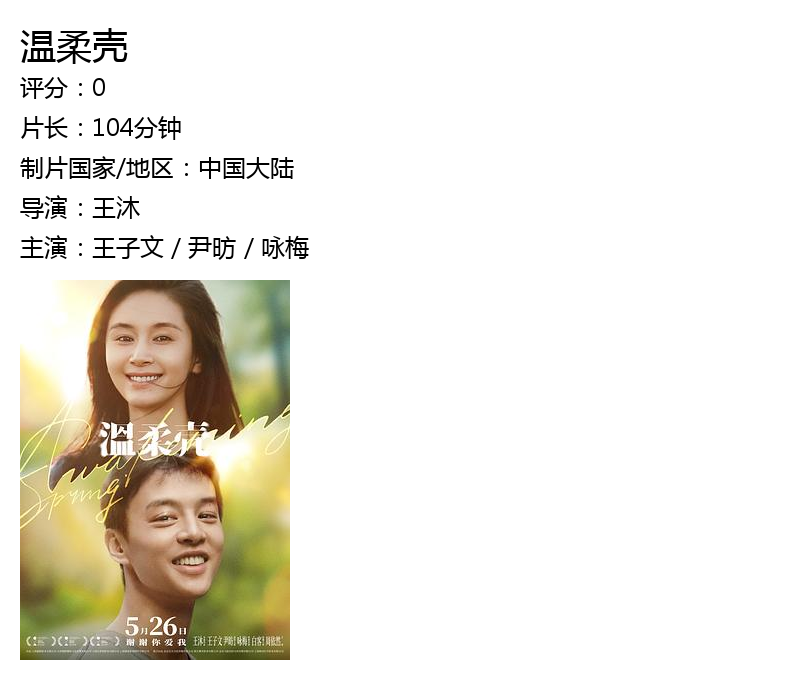 温柔壳
评分：0
片长：104分钟
制片国家/地区：中国大陆
导演：王沐
主演：王子文 / 尹昉 / 咏梅
温柔壳
Awakening
Spring
5月26日
谢谢你爱我